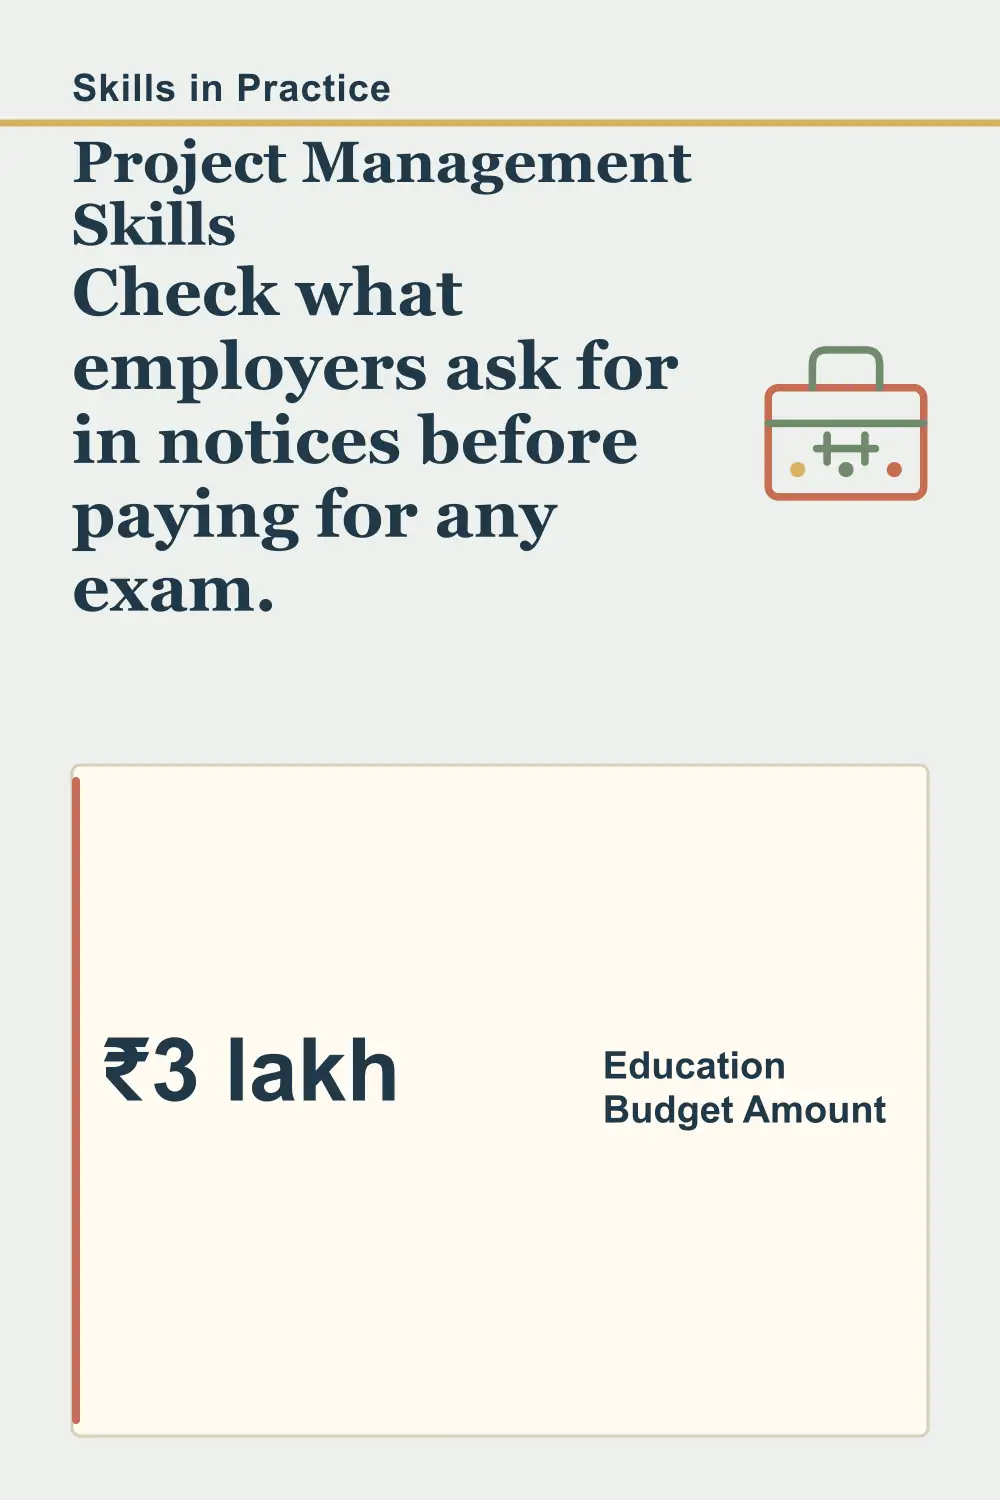 Skills in Practice
Project Management
Skills
Check what
employers ask for
in notices before
paying for any
exam.
₹3 lakh
Education
Budget Amount